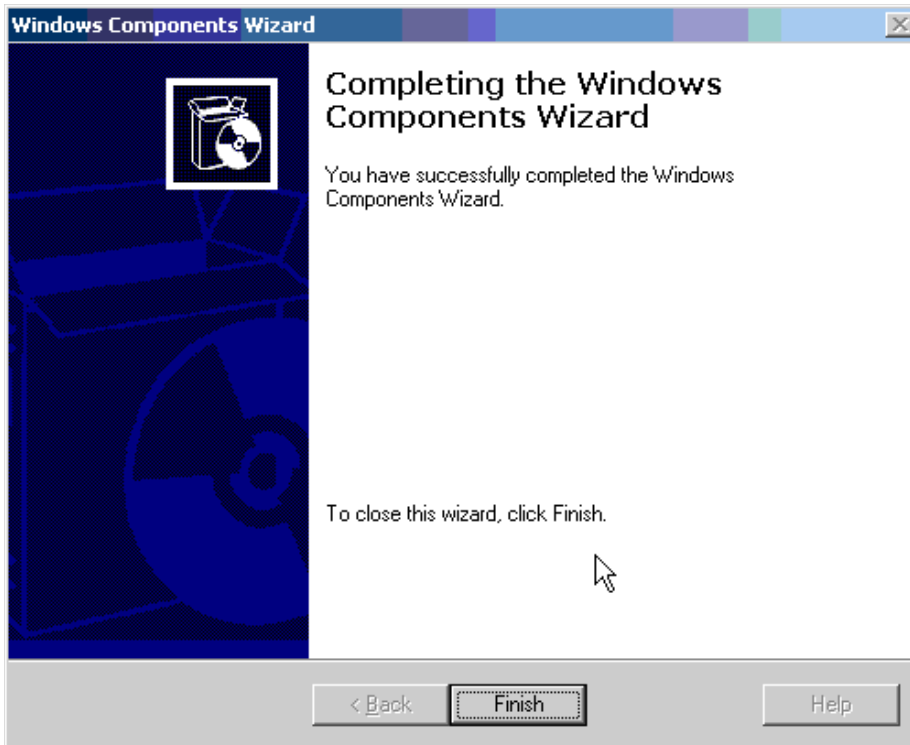 Windows Components Wizard
Completing the Windows
Components Wizard
You have successfully completed the Windows
Components Wizard.
To close this wizard, click Finish.
< Back
Finish
Help